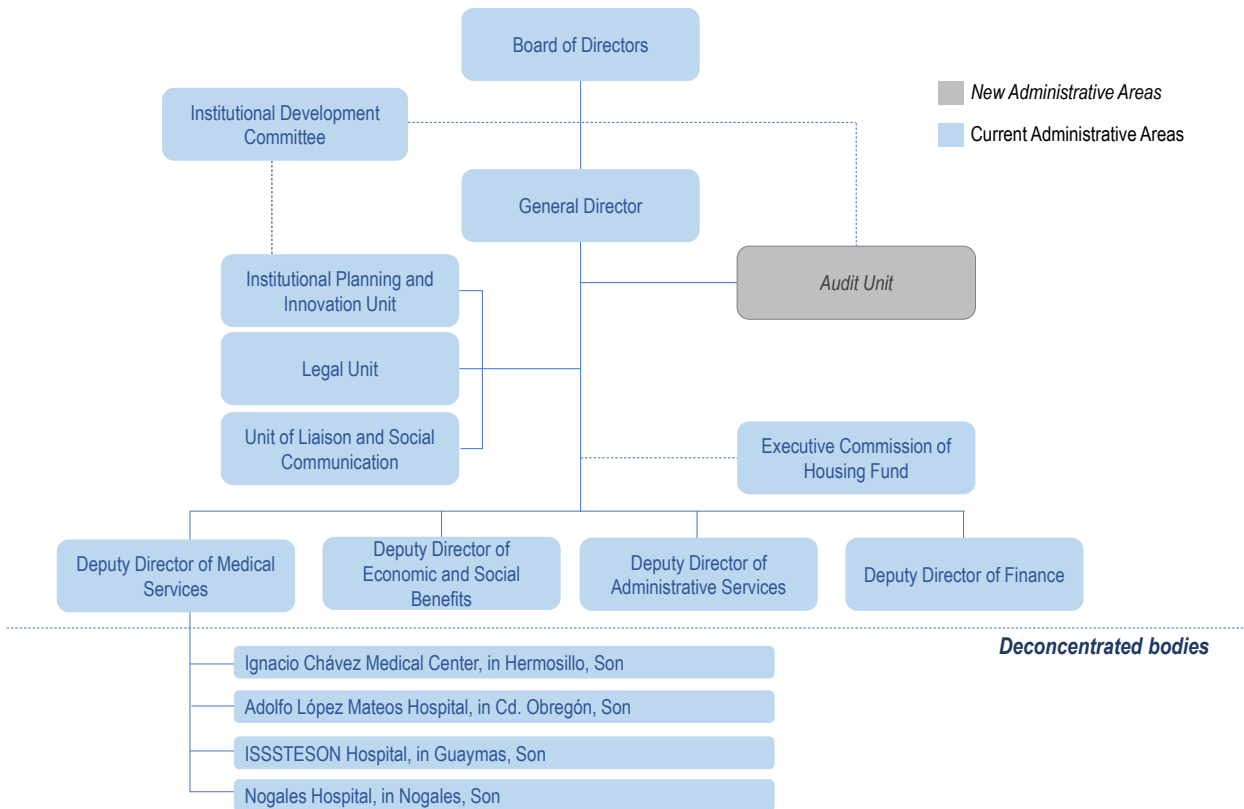 Board of Directors
New Administrative Areas
Current Administrative Areas
Institutional Development
Committee
General Director
Institutional Planning and
Innovation Unit
Audit Unit
Legal Unit
Unit of Liaison and Social
Communication
Executive Commission of
Housing Fund
Deputy Director of Medical
Services
Deputy Director of
Economic and Social
Benefits
Deputy Director of
Administrative Services
Deputy Director of Finance
Deconcentrated bodies
Ignacio Chávez Medical Center, in Hermosillo, Son
Adolfo López Mateos Hospital, in Cd. Obregón, Son
ISSSTESON Hospital, in Guaymas, Son
Nogales Hospital, in Nogales, Son